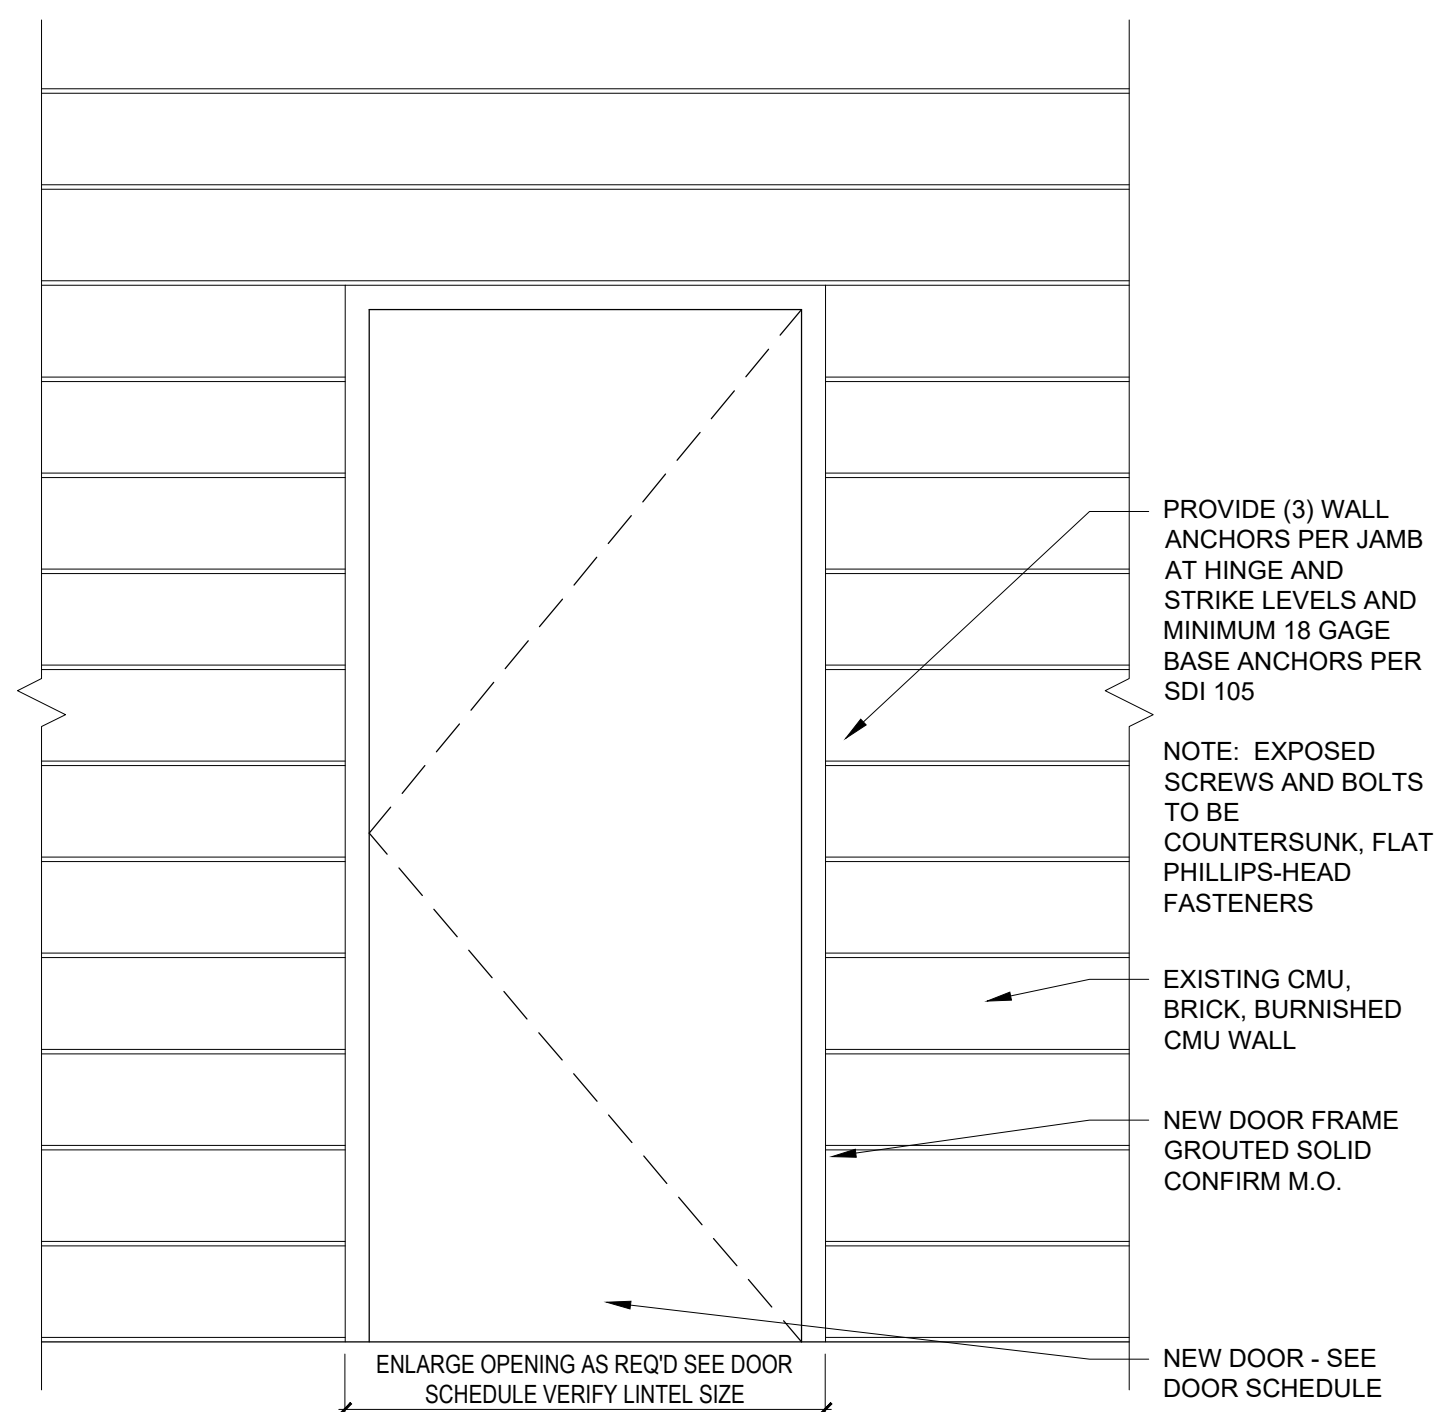 PROVIDE (3) WALL
ANCHORS PER JAMB
AT HINGE AND
STRIKE LEVELS AND
MINIMUM 18 GAGE
BASE ANCHORS PER
SDI 105
NOTE: EXPOSED
SCREWS AND BOLTS
TO BE
COUNTERSUNK, FLAT
PHILLIPS-HEAD
FASTENERS
EXISTING CMU,
BRICK, BURNISHED
CMU WALL
NEW DOOR FRAME
GROUTED SOLID
CONFIRM M.O.
NEW DOOR - SEE
DOOR SCHEDULE
ENLARGE OPENING AS REQ'D SEE DOOR
SCHEDULE VERIFY LINTEL SIZE